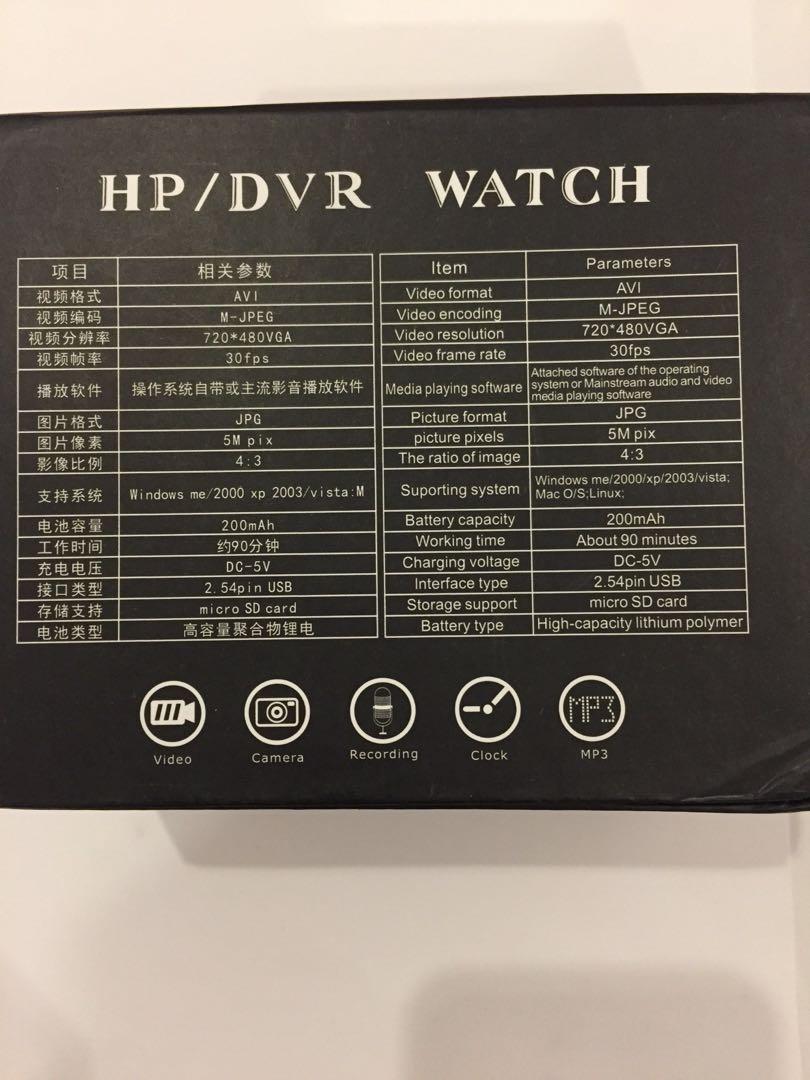 HP/DVR WATCH
项目 相关参数
视频格式 AVI
视频编码 M-JPEG
视频分辨率 720*480VGA
视频帧率 30fps
播放软件 操作系统自带或主流影音播放软件
图片格式 JPG
图片像素 5M pix
影像比例 4:3
支持系统 Windows me/2000 xp 2003/vista:M
电池容量 200mAh
工作时间 约90分钟
充电电压 DC-5V
接口类型 2.54pin USB
存储支持 micro SD card
电池类型 高容量聚合物锂电
Item Parameters
Video format AVI
Video encoding M-JPEG
Video resolution 720*480VGA
Video frame rate 30fps
Media playing software Attached software of the operating
system or Mainstream audio and video
media playing software
Picture format JPG
picture pixels 5M pix
The ratio of image 4:3
Suporting system Windows me/2000/xp/2003/vista;
Mac O/S;Linux;
Battery capacity 200mAh
Working time About 90 minutes
Charging voltage DC-5V
Interface type 2.54pin USB
Storage support micro SD card
Battery type High-capacity lithium polymer
MP3
Video Camera Recording Clock MP3